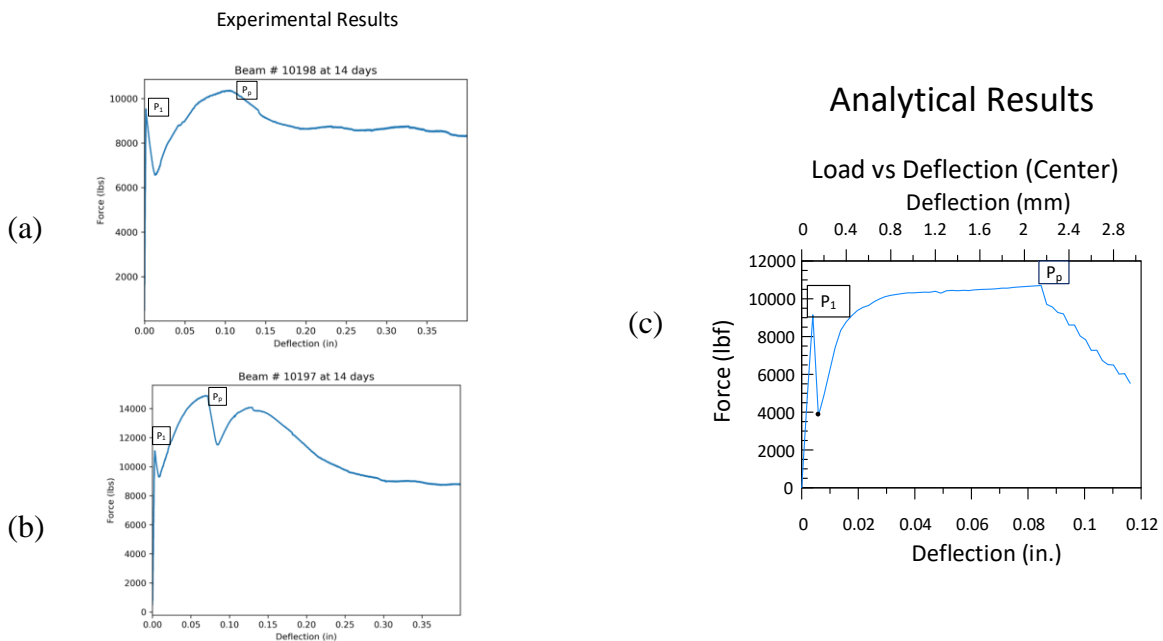 Experimental Results
(a)
Beam # 10198 at 14 days
P1
Pp
Force (lbs)
10000
8000
6000
4000
2000
0.00 0.05 0.10 0.15 0.20 0.25 0.30 0.35
Deflection (in)
(b)
Beam # 10197 at 14 days
P1
Pp
Force (lbs)
14000
12000
10000
8000
6000
4000
2000
0
0.00 0.05 0.10 0.15 0.20 0.25 0.30 0.35
Deflection (in)
(c)
Analytical Results
Load vs Deflection (Center)
Deflection (mm)
0 0.4 0.8 1.2 1.6 2 2.4 2.8
P1
Pp
Force (lbf)
12000
10000
8000
6000
4000
2000
0
0 0.02 0.04 0.06 0.08 0.1 0.12
Deflection (in.)